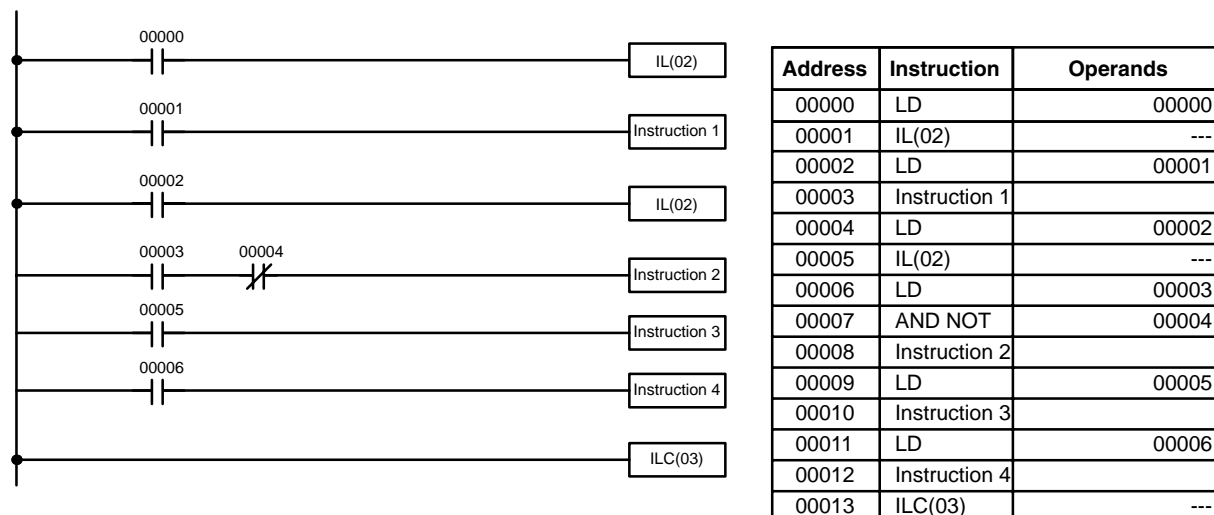 00000
IL(02)
00001
Instruction 1
00002
IL(02)
00003 00004
Instruction 2
00005
Instruction 3
00006
Instruction 4
ILC(03)
Address Instruction Operands
00000 LD 00000
00001 IL(02) ---
00002 LD 00001
00003 Instruction 1
00004 LD 00002
00005 IL(02) ---
00006 LD 00003
00007 AND NOT 00004
00008 Instruction 2
00009 LD 00005
00010 Instruction 3
00011 LD 00006
00012 Instruction 4
00013 ILC(03) ---